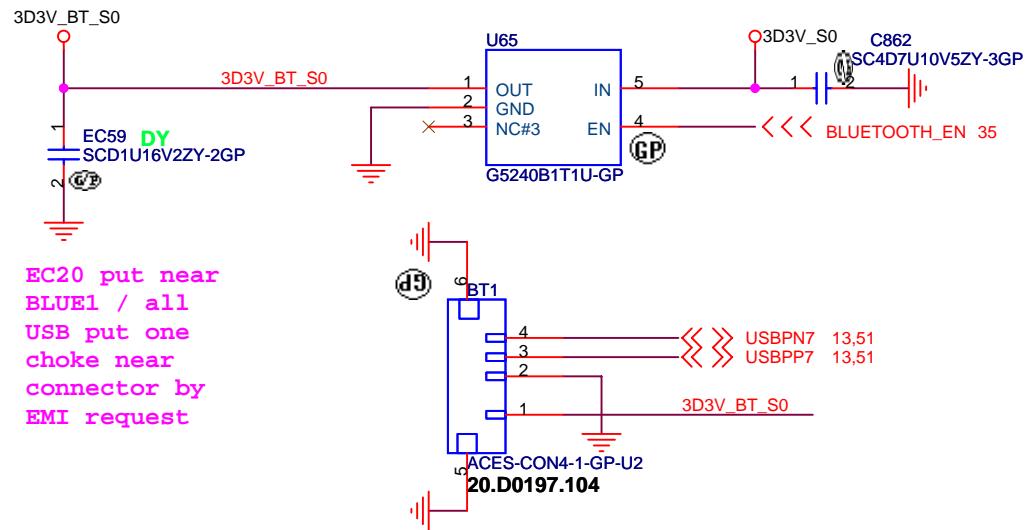 3D3V_BT_S0
3D3V_BT_S0
1
2
EC59 DY
SCD1U16V2ZY-2GP
G/P
U65
1 OUT
2 GND
3 NC#3
IN 5
EN 4
GP
G5240B1T1U-GP
3D3V_S0
C862
SC4D7U10V5ZY-3GP
1
2
BLUETOOTH_EN 35
EC20 put near
BLUE1 / all
USB put one
choke near
connector by
EMI request
GP
6
BT1
4 USBPN7 13,51
3 USBPP7 13,51
2
1 3D3V_BT_S0
5
ACES-CON4-1-GP-U2
20.D0197.104